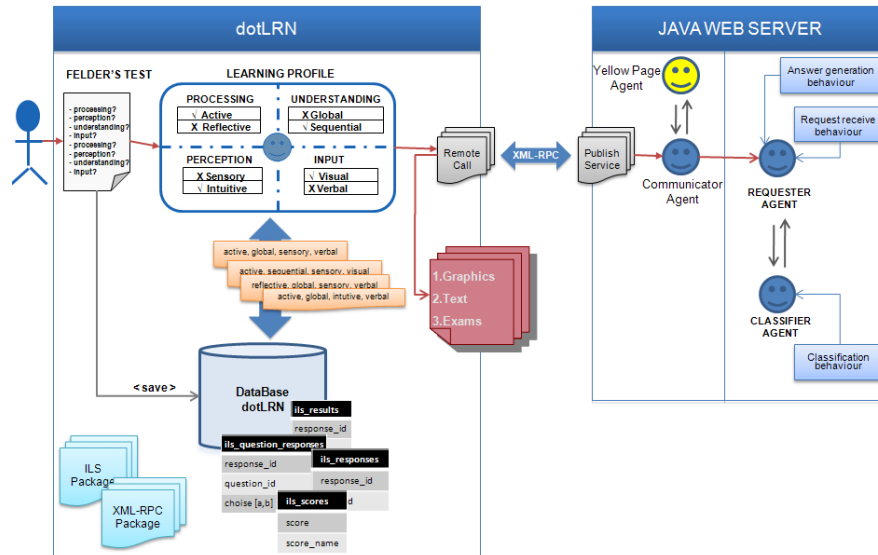 dotLRN
JAVA WEB SERVER
FELDER'S TEST
- processing?
- perception?
- understanding?
- input?
- processing?
- perception?
- understanding?
- input?
LEARNING PROFILE
PROCESSING
√ Active
X Reflective
UNDERSTANDING
X Global
√ Sequential
PERCEPTION
X Sensory
√ Intuitive
INPUT
√ Visual
X Verbal
Remote
Call
XML-RPC
Publish
Service
Yellow Page
Agent
Communicator
Agent
Answer generation
behaviour
Request receive
behaviour
REQUESTER
AGENT
CLASSIFIER
AGENT
Classification
behaviour
active, global, sensory, verbal
active, sequential, sensory, visual
reflective, global, sensory, verbal
active, global, intutive, verbal
1.Graphics
2.Text
3.Exams
< save >
DataBase
dotLRN
ils_results
response_id
ils_question_responses
response_id
question_id
choise [a,b]
ils_responses
response_id
d
ils_scores
score
score_name
ILS
Package
XML-RPC
Package